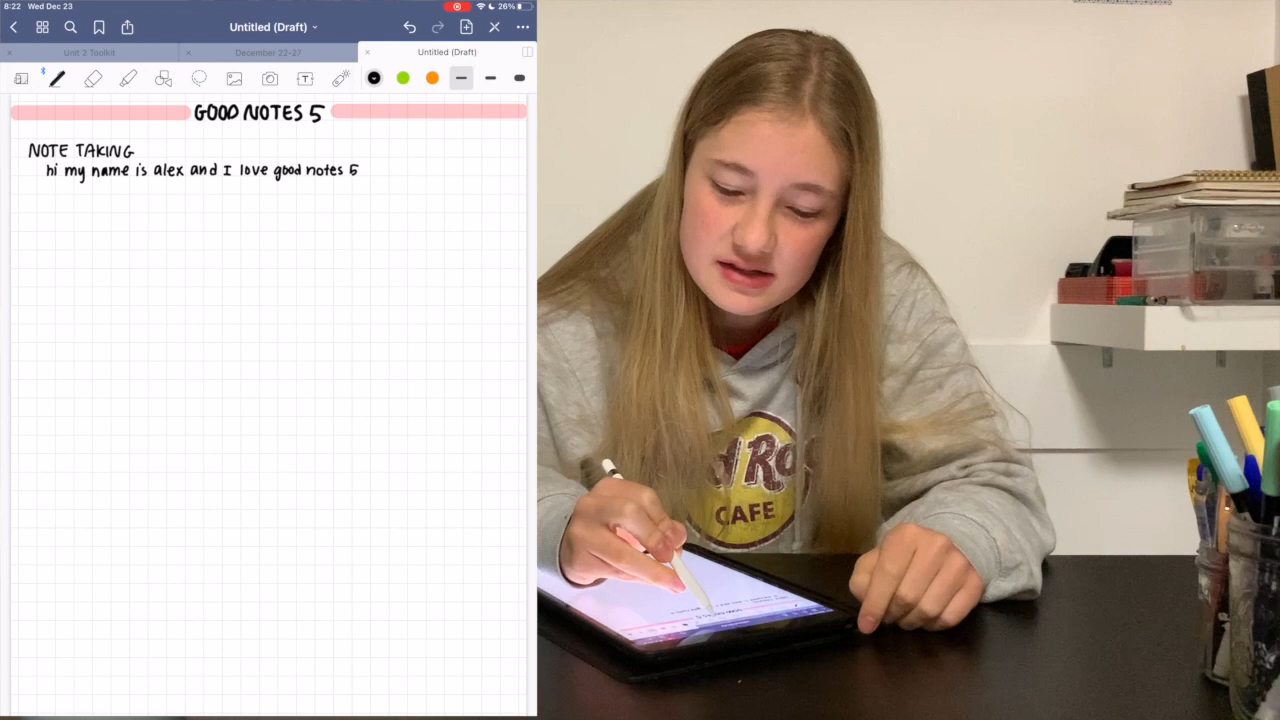 8:22 Wed Dec 23 26%
Untitled (Draft)
Unit 2 Toolkit December 22-27 Untitled (Draft)
T
GOOD NOTES 5
NOTE TAKING
hi my name is alex and I love good notes 5
CAFE